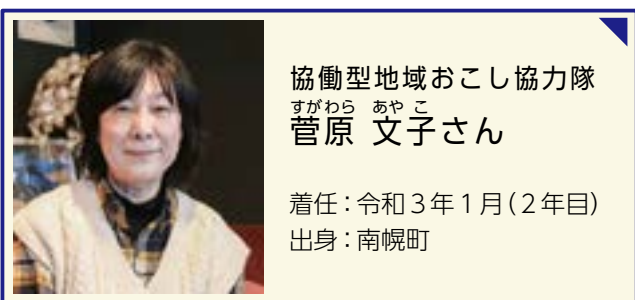 協働型地域おこし協力隊
すがわら あや こ
菅原 文子さん
着任：令和3年1月(2年目)
出身：南幌町